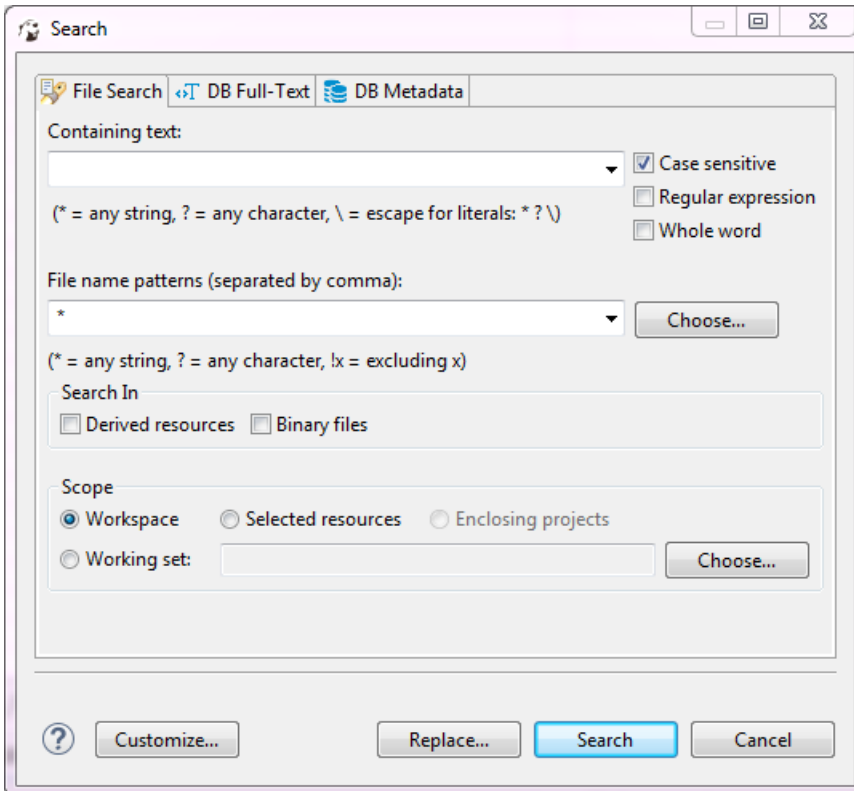 Search
File Search DB Full-Text DB Metadata
Containing text:
Case sensitive
(* = any string, ? = any character, \ = escape for literals: * ? \)
Regular expression
Whole word
File name patterns (separated by comma):
*
Choose...
(* = any string, ? = any character, !x = excluding x)
Search In
Derived resources Binary files
Scope
Workspace Selected resources Enclosing projects
Working set: Choose...
? Customize... Replace... Search Cancel